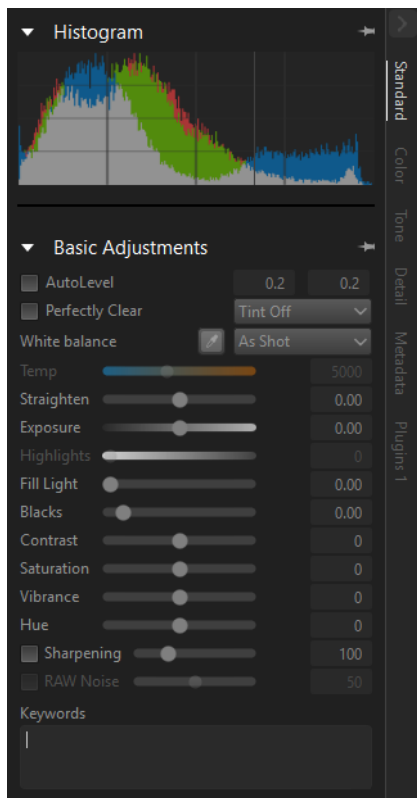 Histogram
Basic Adjustments
AutoLevel 0.2 0.2
Perfectly Clear Tint Off
White balance As Shot
Temp 5000
Straighten 0.00
Exposure 0.00
Highlights 0
Fill Light 0.00
Blacks 0.00
Contrast 0
Saturation 0
Vibrance 0
Hue 0
Sharpening 100
RAW Noise 50
Keywords
Standard
Color
Tone
Detail
Metadata
Plugins 1